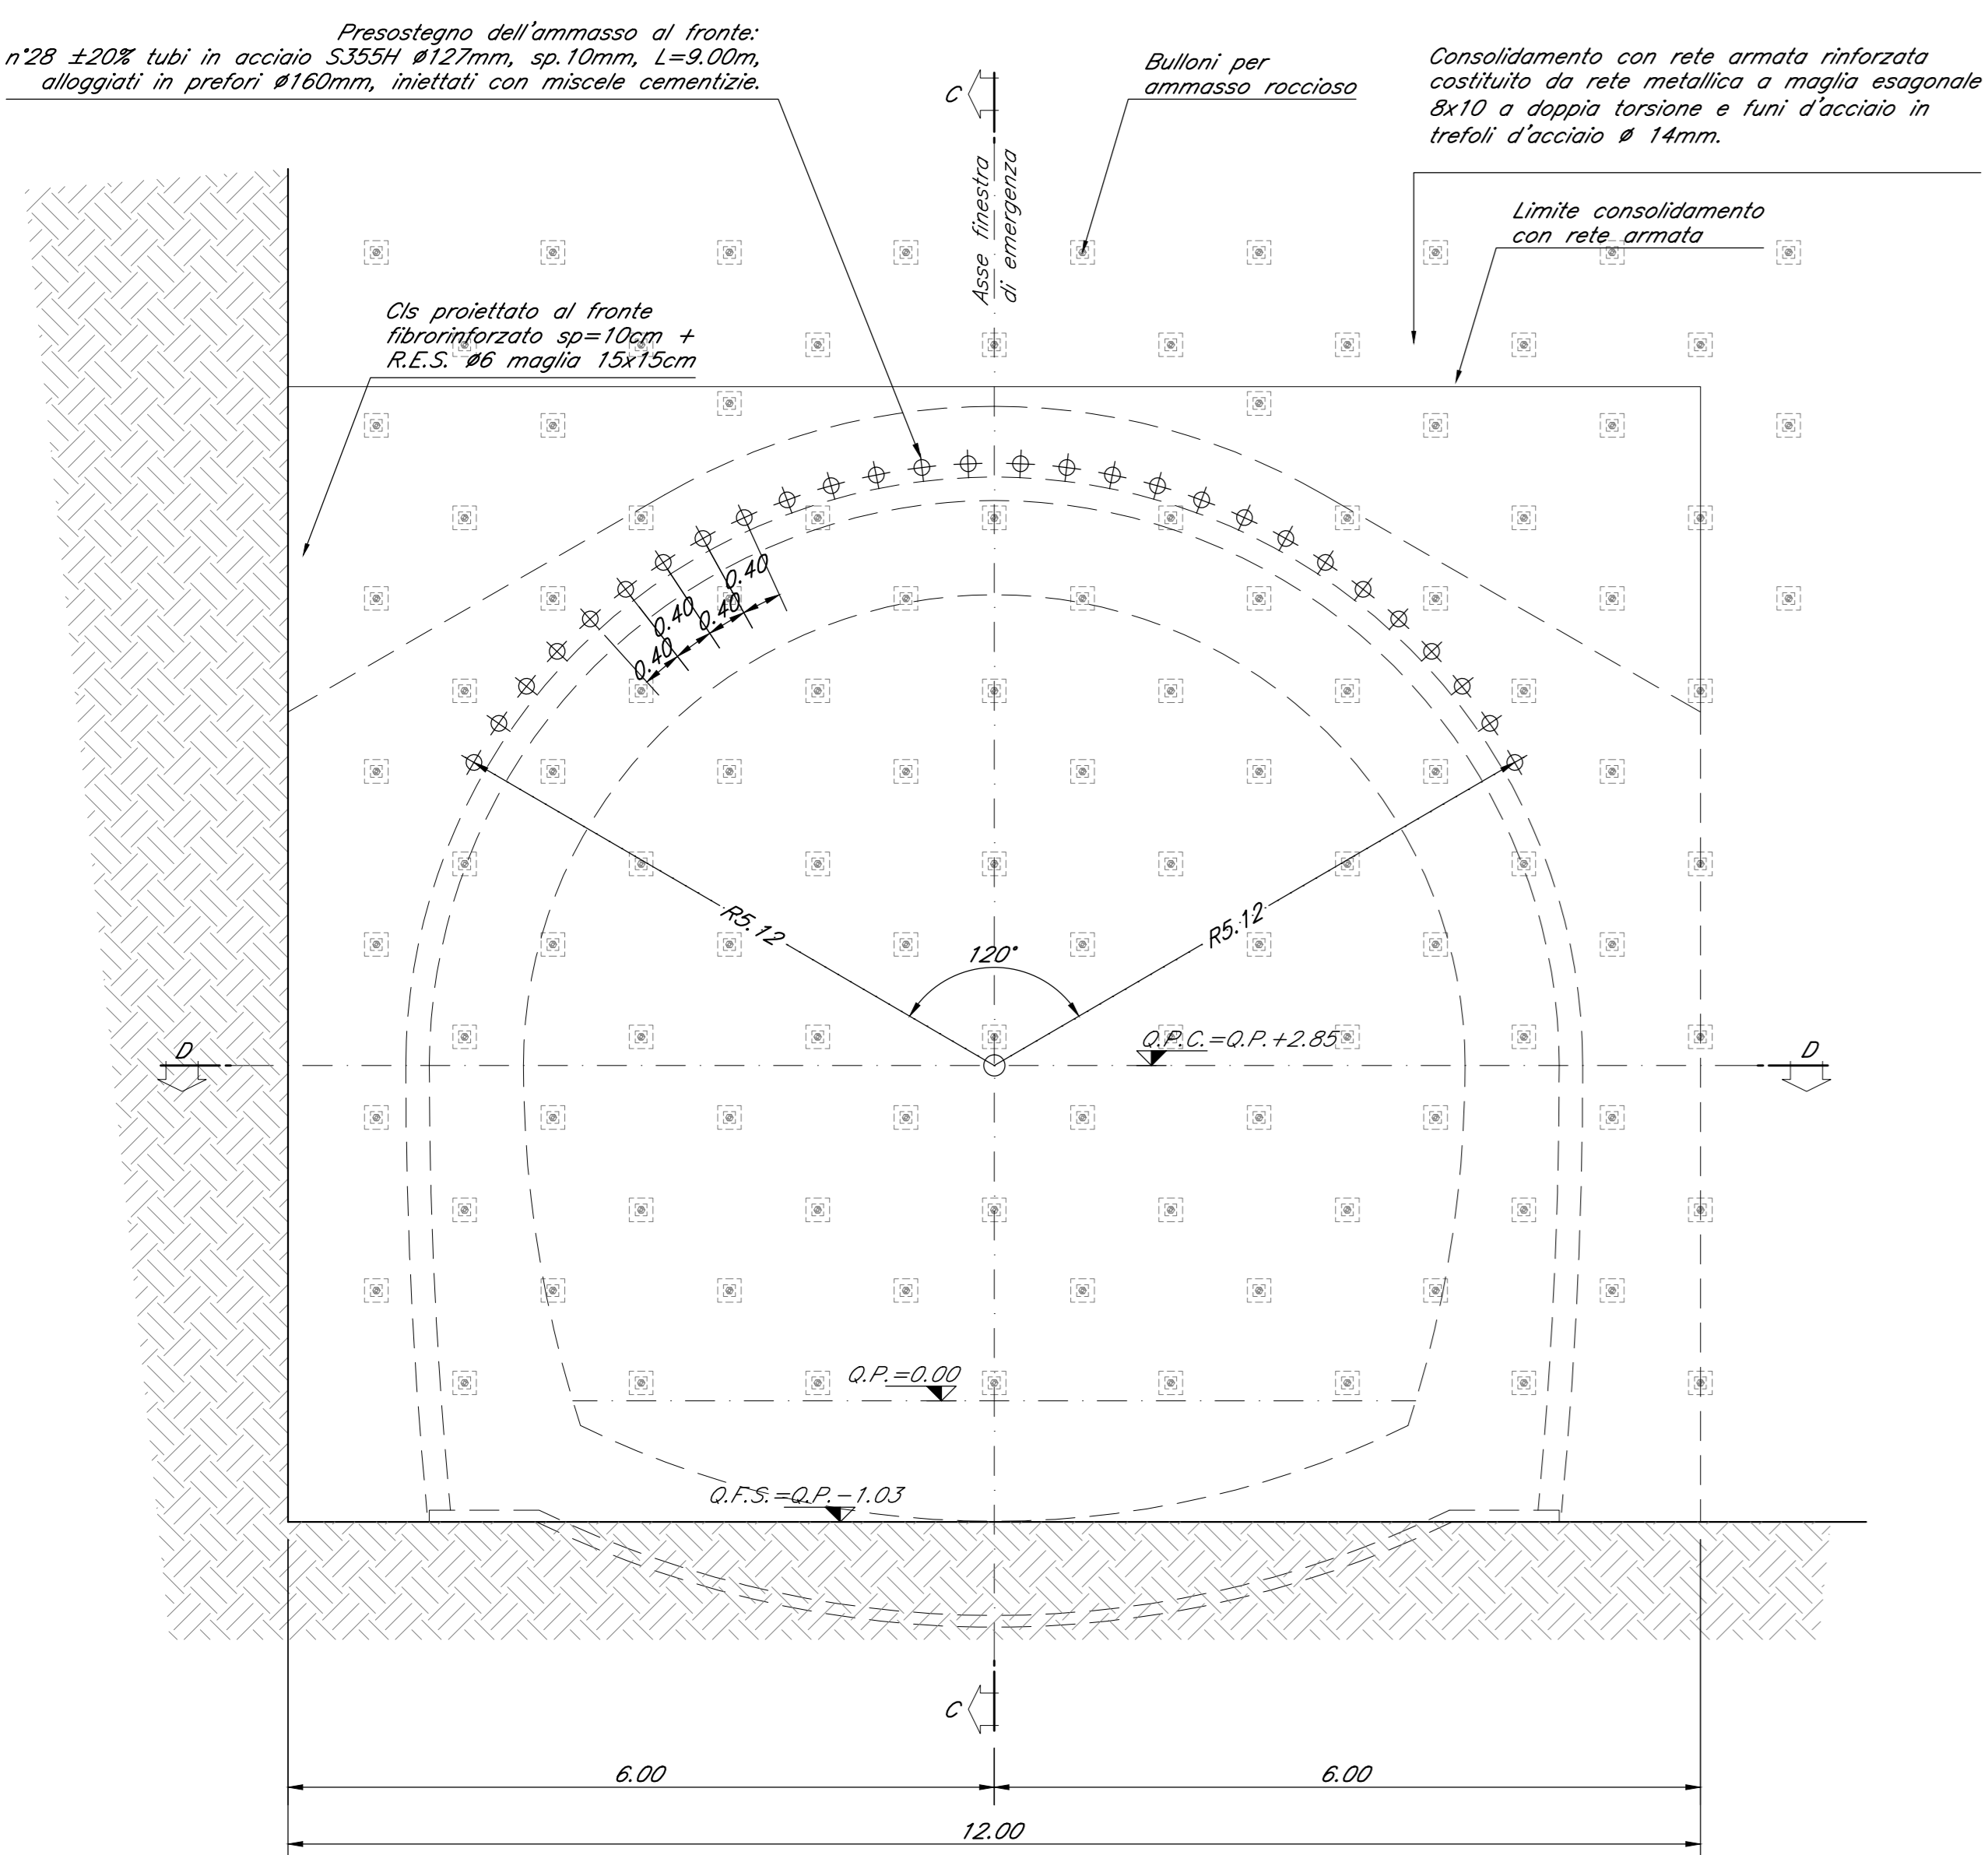 Presostegno dell'ammasso al fronte:
n°28 ±20% tubi in acciaio S355H ø127mm, sp.10mm, L=9.00m,
alloggiati in prefori ø160mm, iniettati con miscele cementizie.
C
Bulloni per
ammasso roccioso
Consolidamento con rete armata rinforzata
costituito da rete metallica a maglia esagonale
8x10 a doppia torsione e funi d'acciaio in
trefoli d'acciaio ø 14mm.
Asse finestra
di emergenza
Limite consolidamento
con rete armata
Cls proiettato al fronte
fibrorinforzato sp=10cm +
R.E.S. ø6 maglia 15x15cm
0.40
0.40
0.40
0.40
R5.12
R5.12
120°
Q.P.C.=Q.P.+2.85
D
D
Q.P.=0.00
Q.F.S.=Q.P.-1.03
C
6.00
6.00
12.00